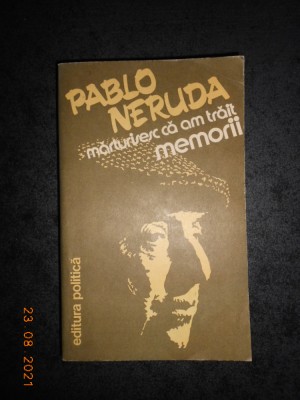 PABLO
NERUDA
mărturisesc că am trăit
memorii
editura politică
23.08.2021